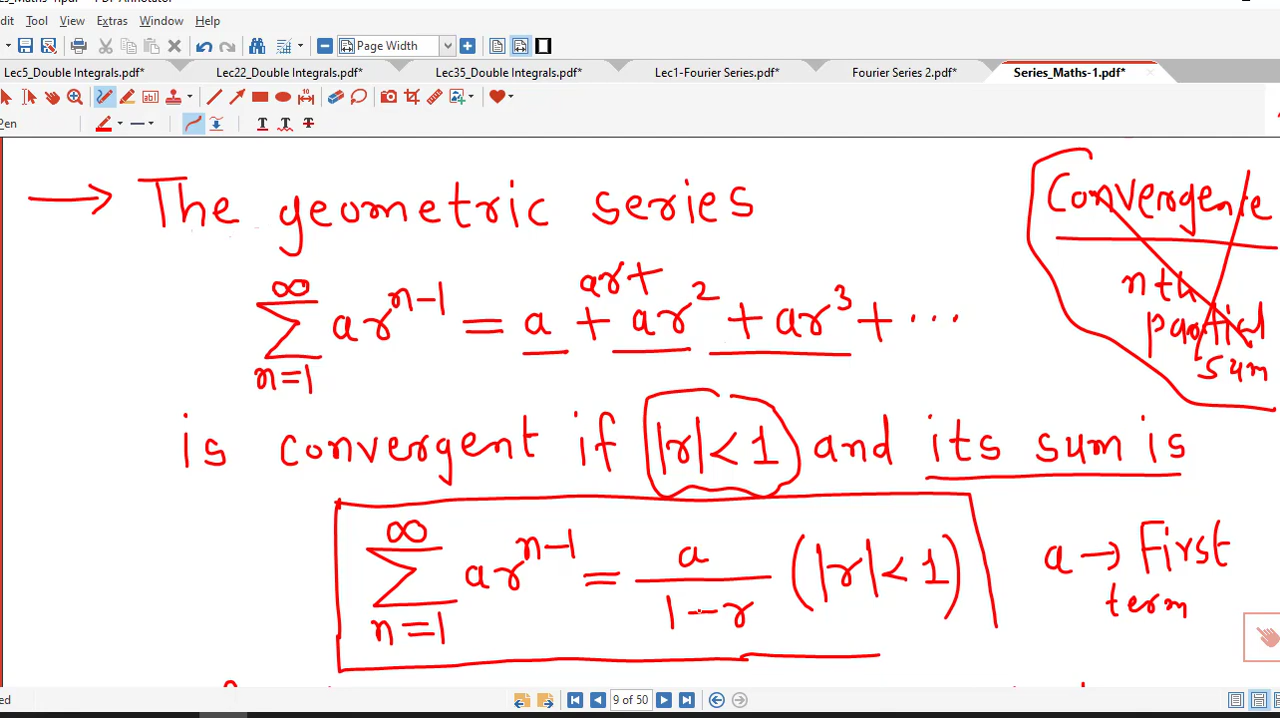 dit Tool View Extras Window Help
Page Width
Lec5_Double Integrals.pdf* Lec22_Double Integrals.pdf* Lec35_Double Integrals.pdf* Lec1-Fourier Series.pdf* Fourier Series 2.pdf* Series_Maths-1.pdf*
Pen
→ The geometric series
ar +
∞ Σ n=1 ar^(n-1) = a + ar^2 + ar^3 + ...
is convergent if |r| < 1 and its sum is
∞ Σ n=1 ar^(n-1) = a/(1-r) (|r| < 1)
a → First
term
Convergente
nth
partial
sum
9 of 50